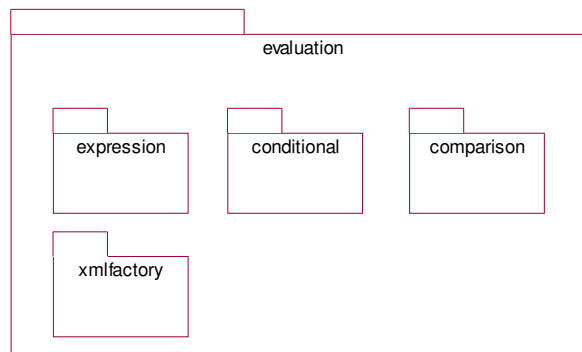 evaluation
expression
conditional
comparison
xmlfactory